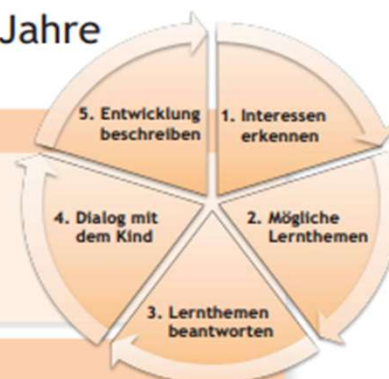 Jahre
1. Interessen
erkennen
2. Mögliche
Lernthemen
3. Lernthemen
beantworten
4. Dialog mit
dem Kind
5. Entwicklung
beschreiben